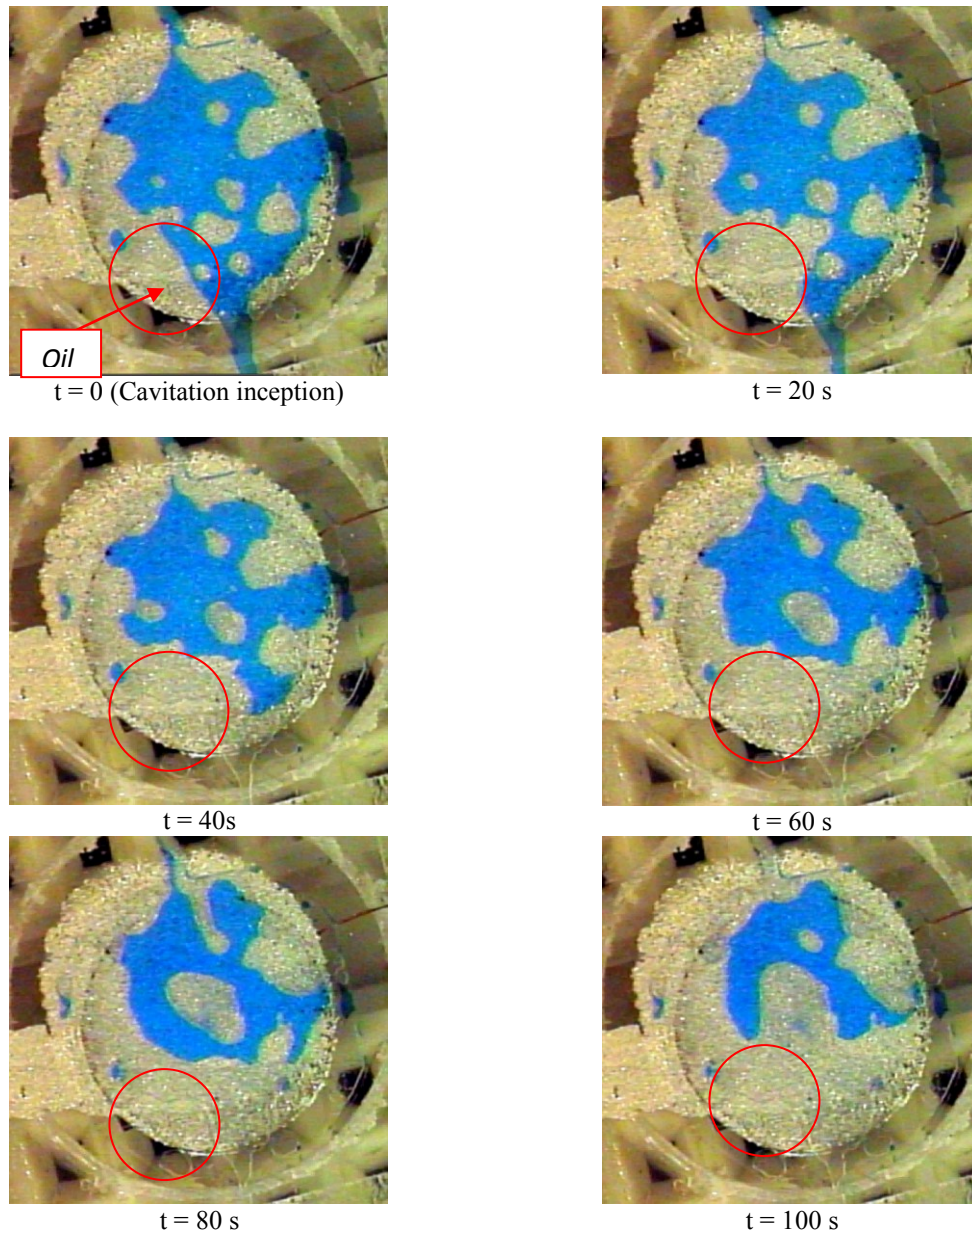 Oil
t = 0 (Cavitation inception)
t = 20 s
t = 40s
t = 60 s
t = 80 s
t = 100 s